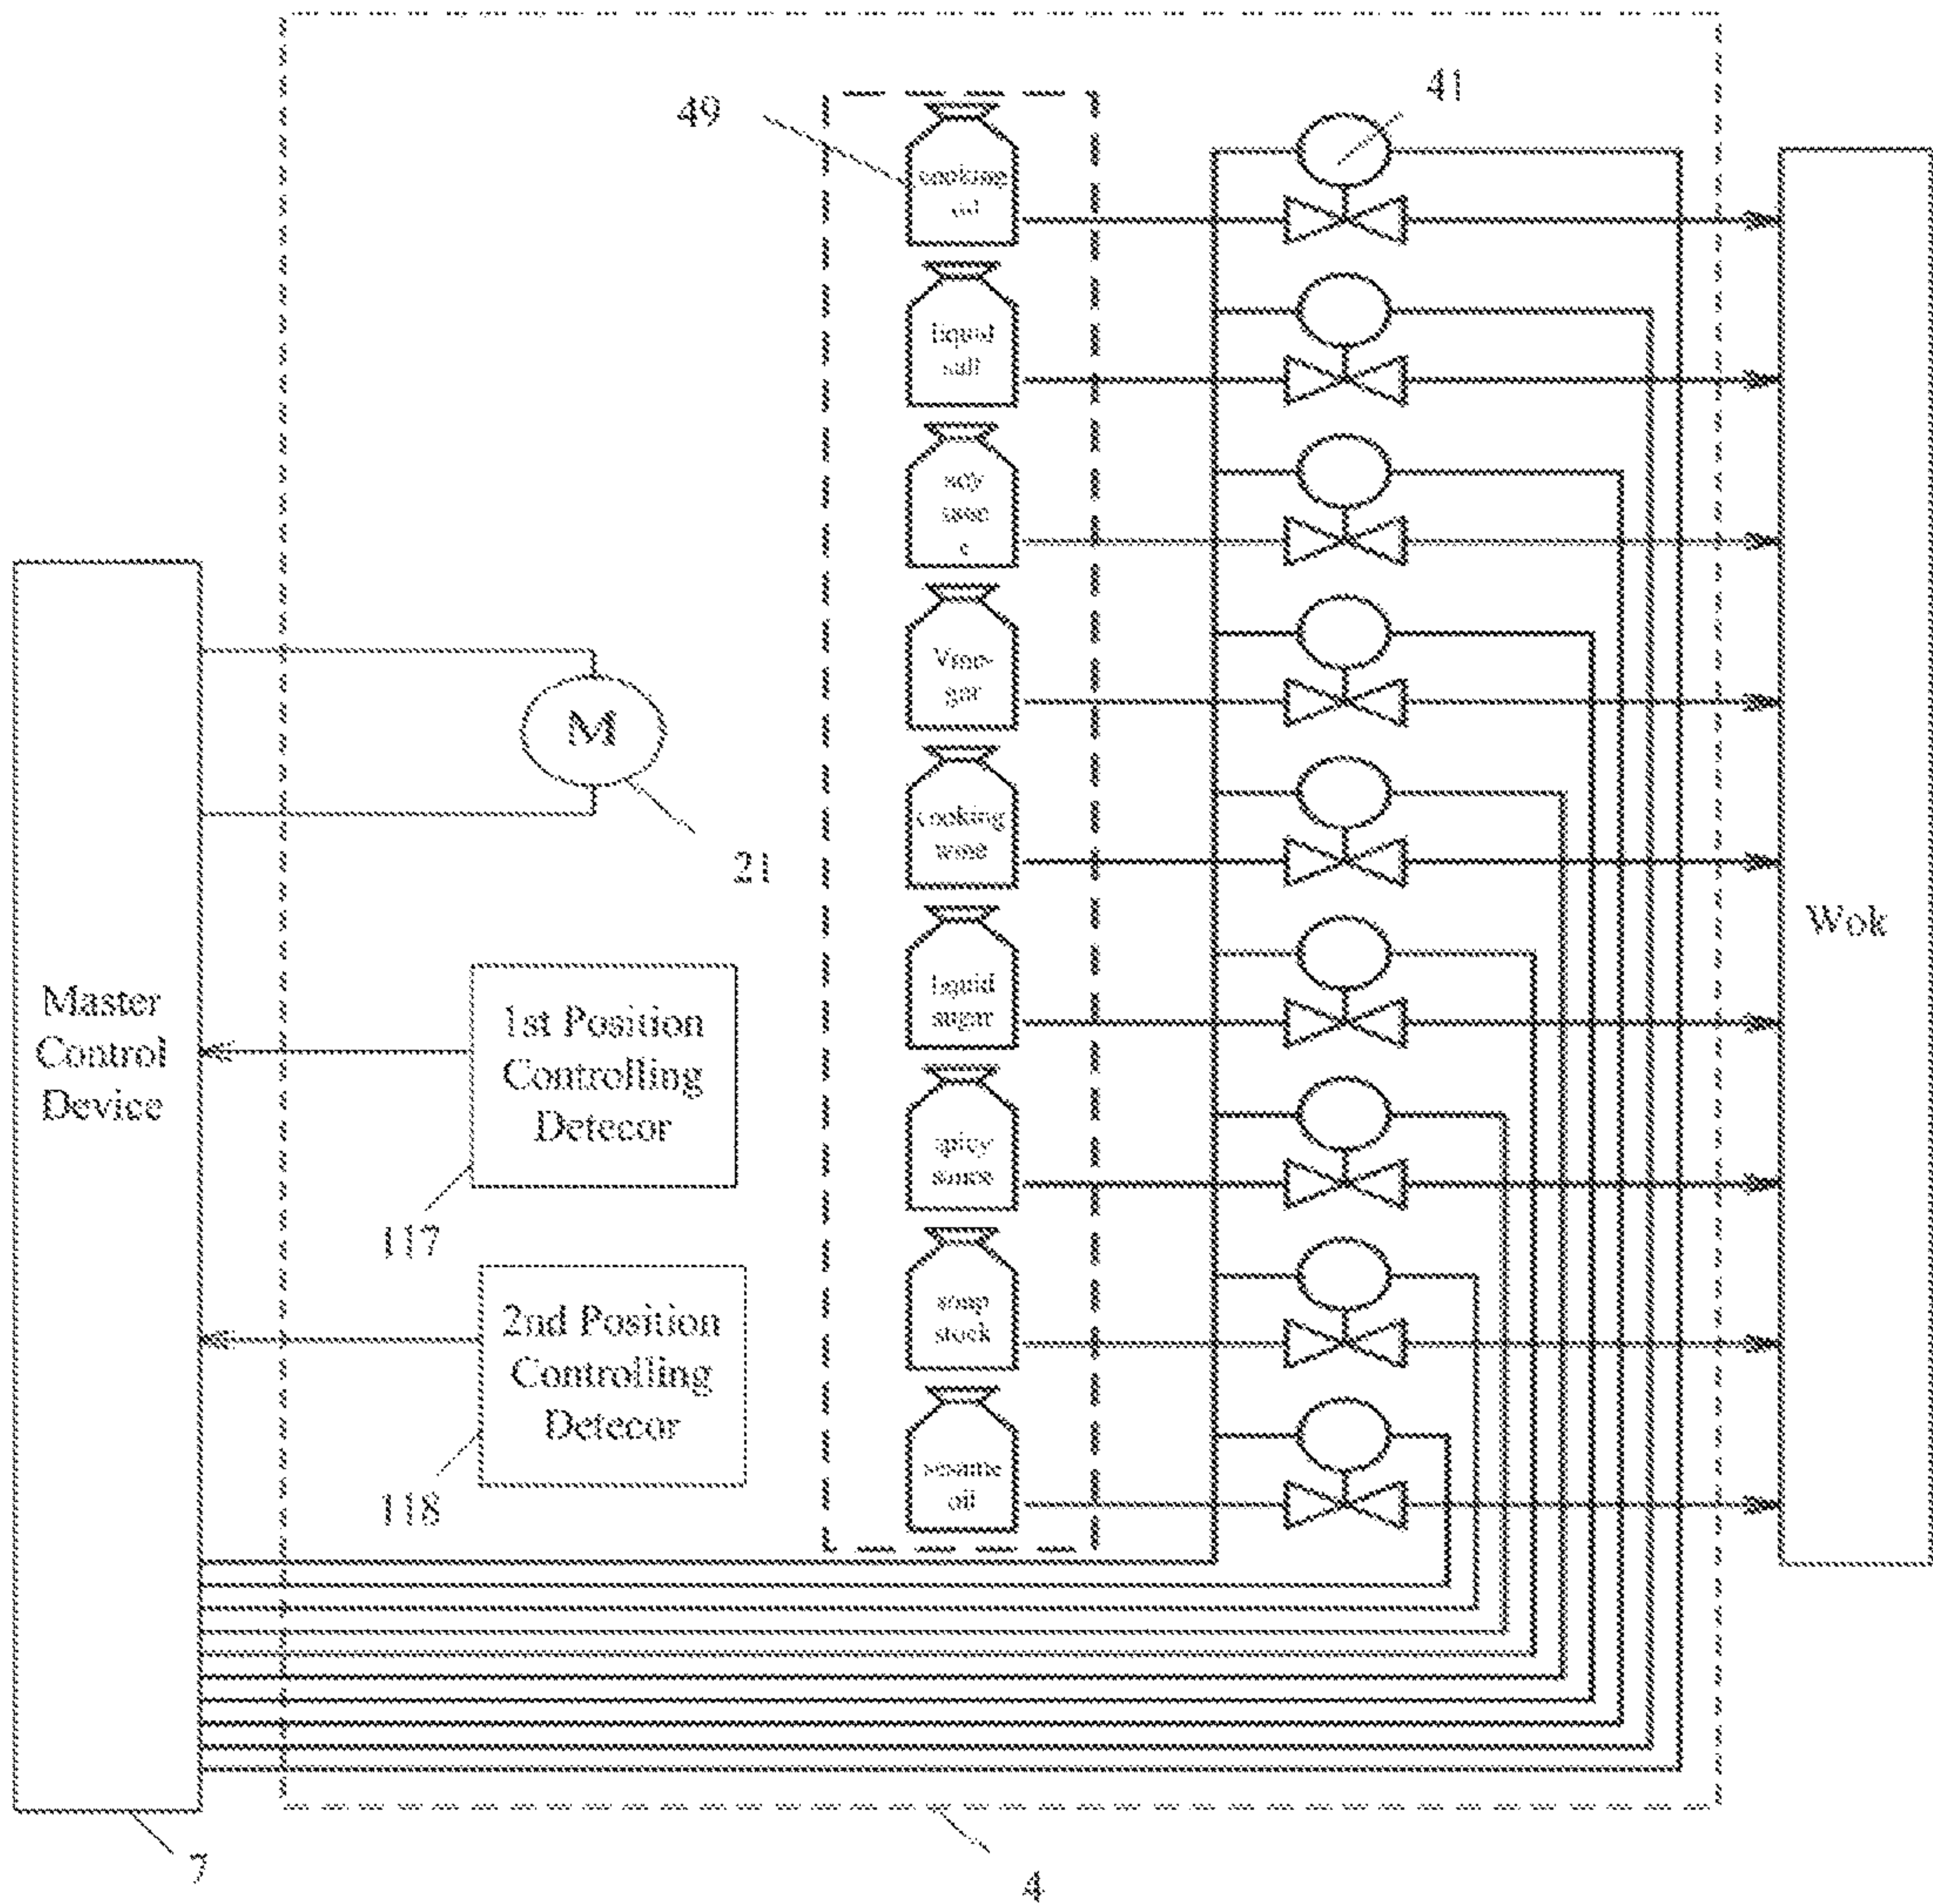 41
49
cooking
oil
liquid
salt
soy
sauc
e
Vine-
gar
M
cooking
wine
21
Wok
liquid
sugar
Master
Control
Device
1st Position
Controlling
Detecor
spicy
sauce
117
2nd Position
Controlling
Detecor
soup
stock
sesame
oil
118
7
4